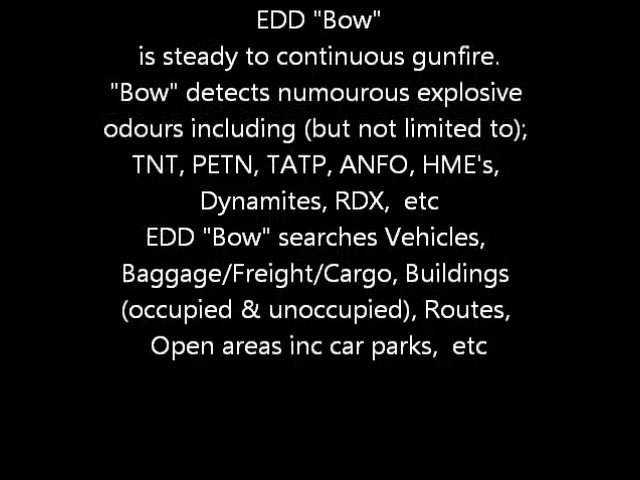 EDD "Bow"
is steady to continuous gunfire.
"Bow" detects numourous explosive
odours including (but not limited to);
TNT, PETN, TATP, ANFO, HME's,
Dynamites, RDX,  etc
EDD "Bow" searches Vehicles,
Baggage/Freight/Cargo, Buildings
(occupied & unoccupied), Routes,
Open areas inc car parks,  etc